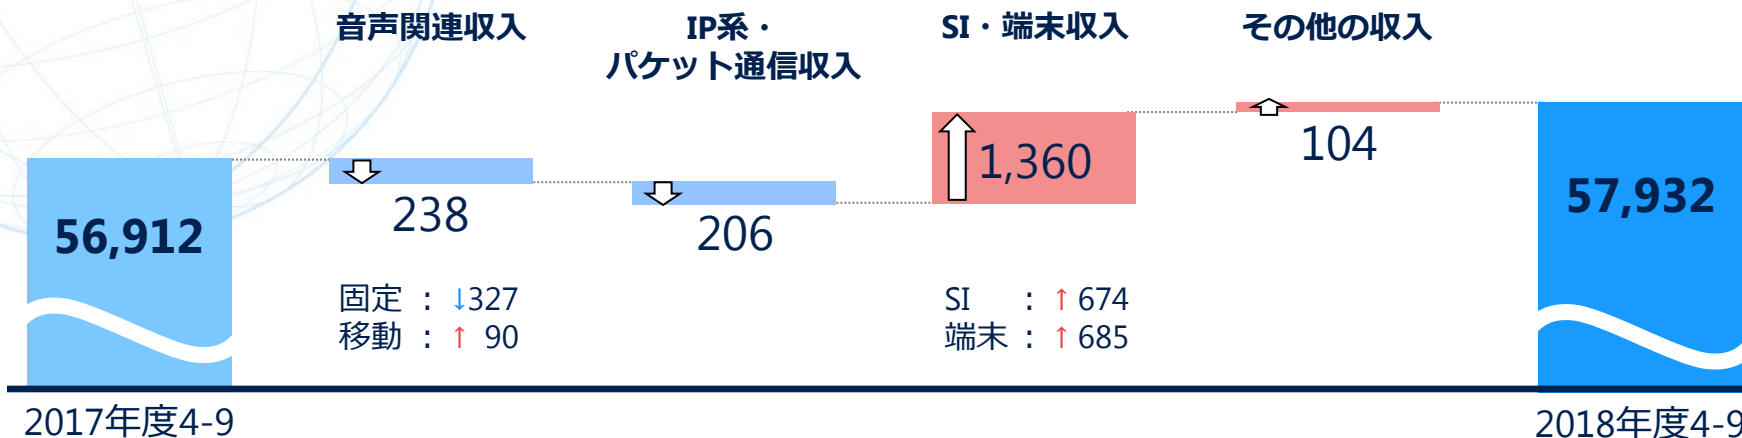 音声関連収入
IP系・
パケット通信収入
SI・端末収入
その他の収入
56,912
238
206
1,360
104
57,932
固定 : ↓327
移動 : ↑ 90
SI : ↑ 674
端末 : ↑ 685
2017年度4-9
2018年度4-9